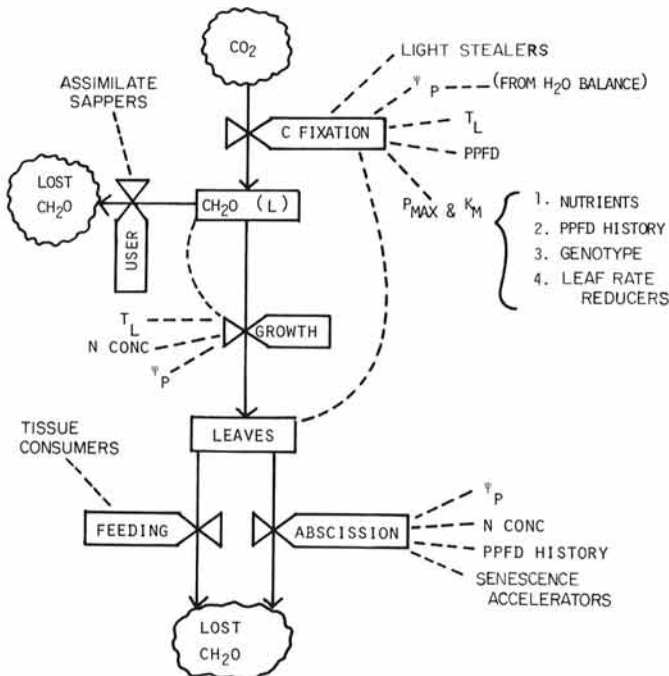 CO2
LIGHT STEALERS
ΨP (FROM H2O BALANCE)
ASSIMILATE
SAPPERS
C FIXATION
TL
PPFD
LOST
CH2O
CH2O (L)
USER
PMAX & KM
1. NUTRIENTS
2. PPFD HISTORY
3. GENOTYPE
4. LEAF RATE
REDUCERS
TL
N CONC
ΨP
GROWTH
LEAVES
TISSUE
CONSUMERS
FEEDING
ABSCISSION
ΨP
N CONC
PPFD HISTORY
SENESCENCE
ACCELERATORS
LOST
CH2O